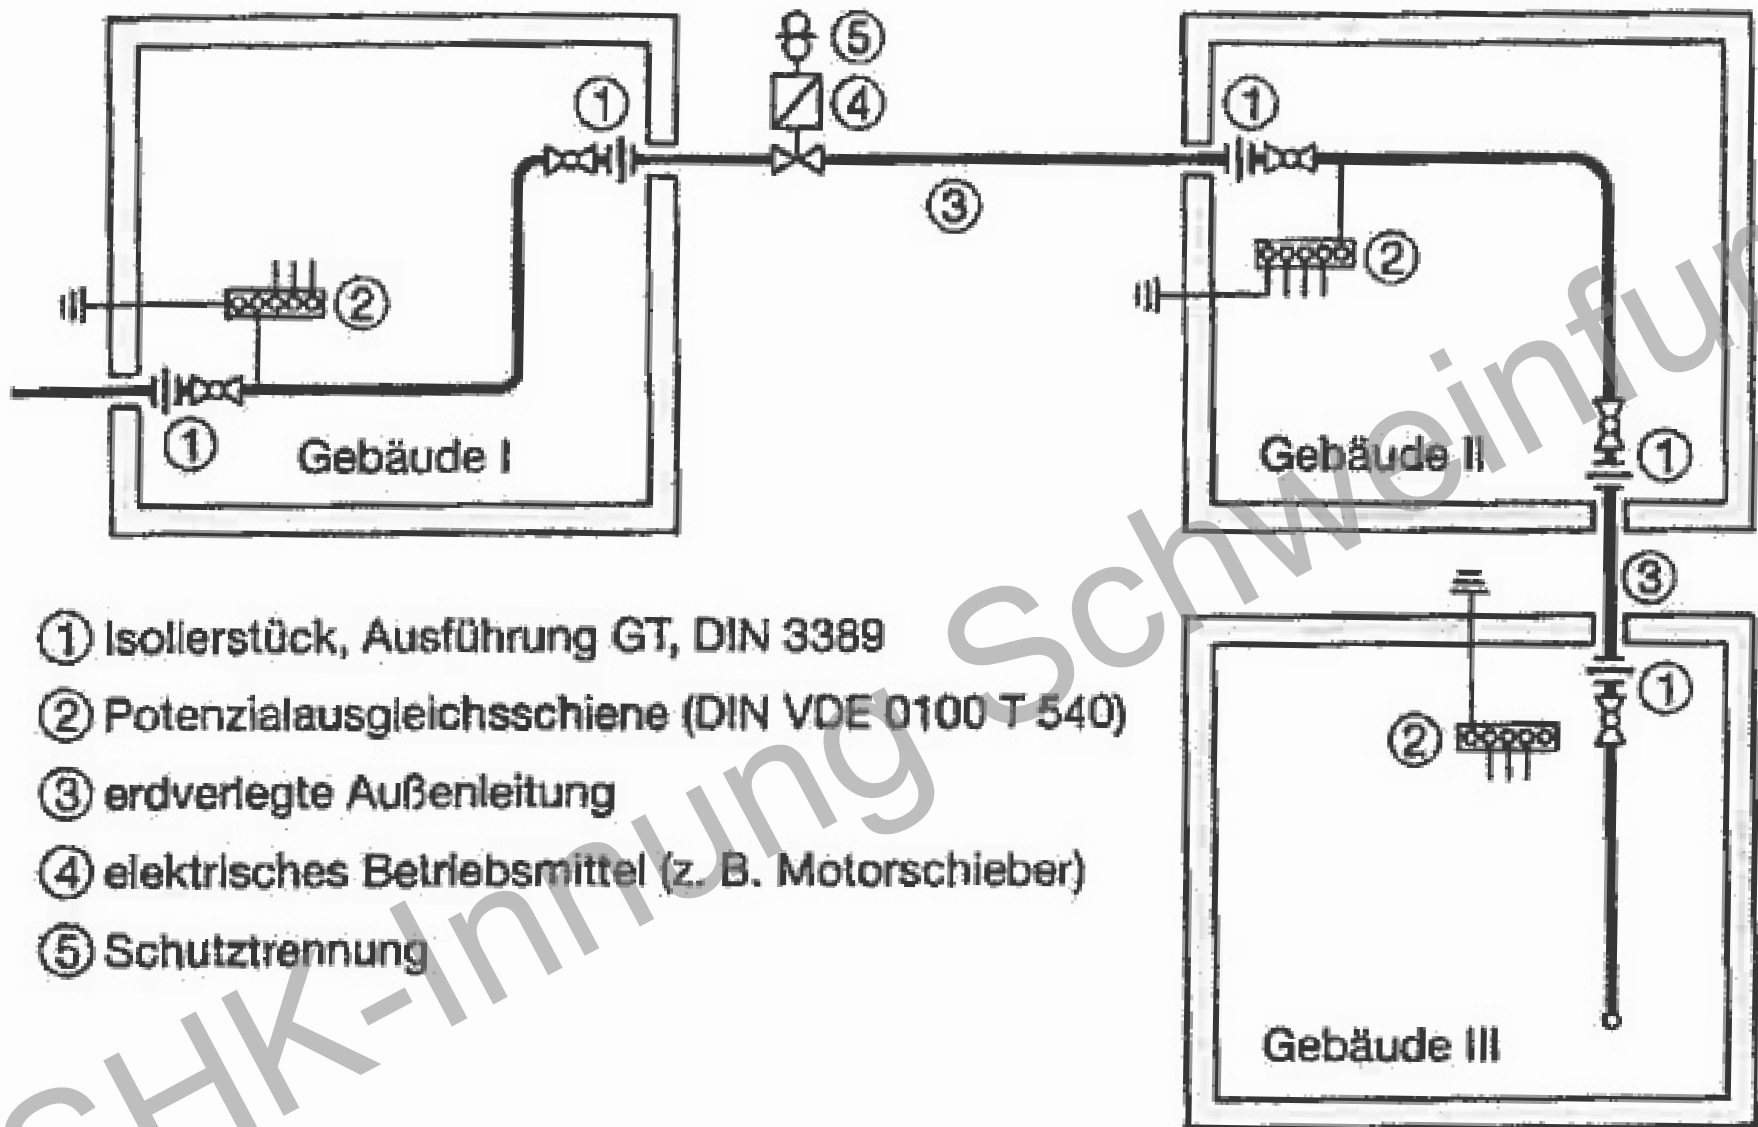 ⑤
① ④ ①
③
② ②
① Gebäude I Gebäude II ①
③
① Isolierstück, Ausführung GT, DIN 3389
①
② Potenzialausgleichsschiene (DIN VDE 0100 T 540)
②
③ erdverlegte Außenleitung
④ elektrisches Betriebsmittel (z. B. Motorschieber)
⑤ Schutztrennung
Gebäude III
SHK-Innung Schweinfur